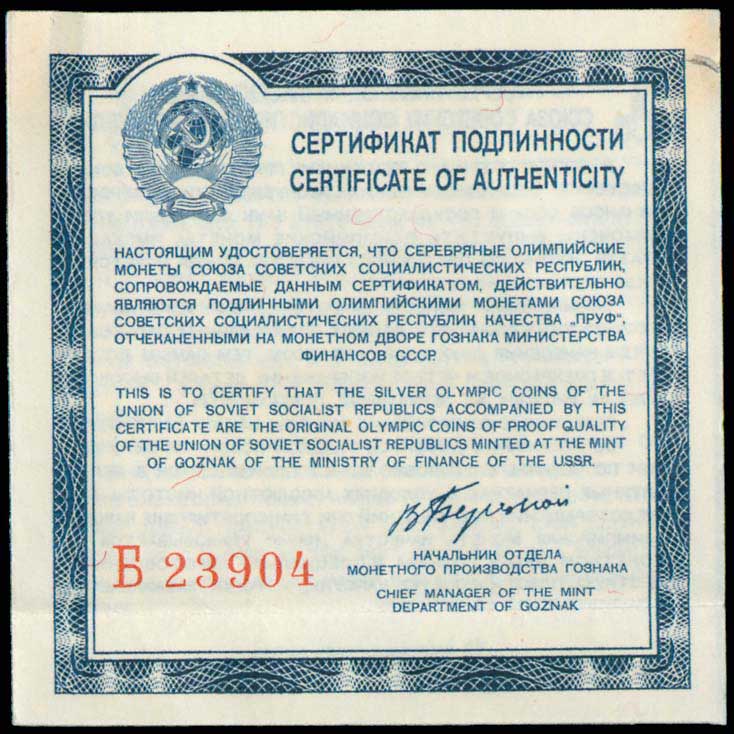 СЕРТИФИКАТ ПОДЛИННОСТИ
CERTIFICATE OF AUTHENTICITY
НАСТОЯЩИМ УДОСТОВЕРЯЕТСЯ, ЧТО СЕРЕБРЯНЫЕ ОЛИМПИЙСКИЕ
МОНЕТЫ СОЮЗА СОВЕТСКИХ СОЦИАЛИСТИЧЕСКИХ РЕСПУБЛИК,
СОПРОВОЖДАЕМЫЕ ДАННЫМ СЕРТИФИКАТОМ, ДЕЙСТВИТЕЛЬНО
ЯВЛЯЮТСЯ ПОДЛИННЫМИ ОЛИМПИЙСКИМИ МОНЕТАМИ СОЮЗА
СОВЕТСКИХ СОЦИАЛИСТИЧЕСКИХ РЕСПУБЛИК КАЧЕСТВА „ПРУФ“,
ОТЧЕКАНЕННЫМИ НА МОНЕТНОМ ДВОРЕ ГОЗНАКА МИНИСТЕРСТВА
ФИНАНСОВ СССР.
THIS IS TO CERTIFY THAT THE SILVER OLYMPIC COINS OF THE
UNION OF SOVIET SOCIALIST REPUBLICS ACCOMPANIED BY THIS
CERTIFICATE ARE THE ORIGINAL OLYMPIC COINS OF PROOF QUALITY
OF THE UNION OF SOVIET SOCIALIST REPUBLICS MINTED AT THE MINT
OF GOZNAK OF THE MINISTRY OF FINANCE OF THE USSR.
Б 23904
НАЧАЛЬНИК ОТДЕЛА
МОНЕТНОГО ПРОИЗВОДСТВА ГОЗНАКА
CHIEF MANAGER OF THE MINT
DEPARTMENT OF GOZNAK